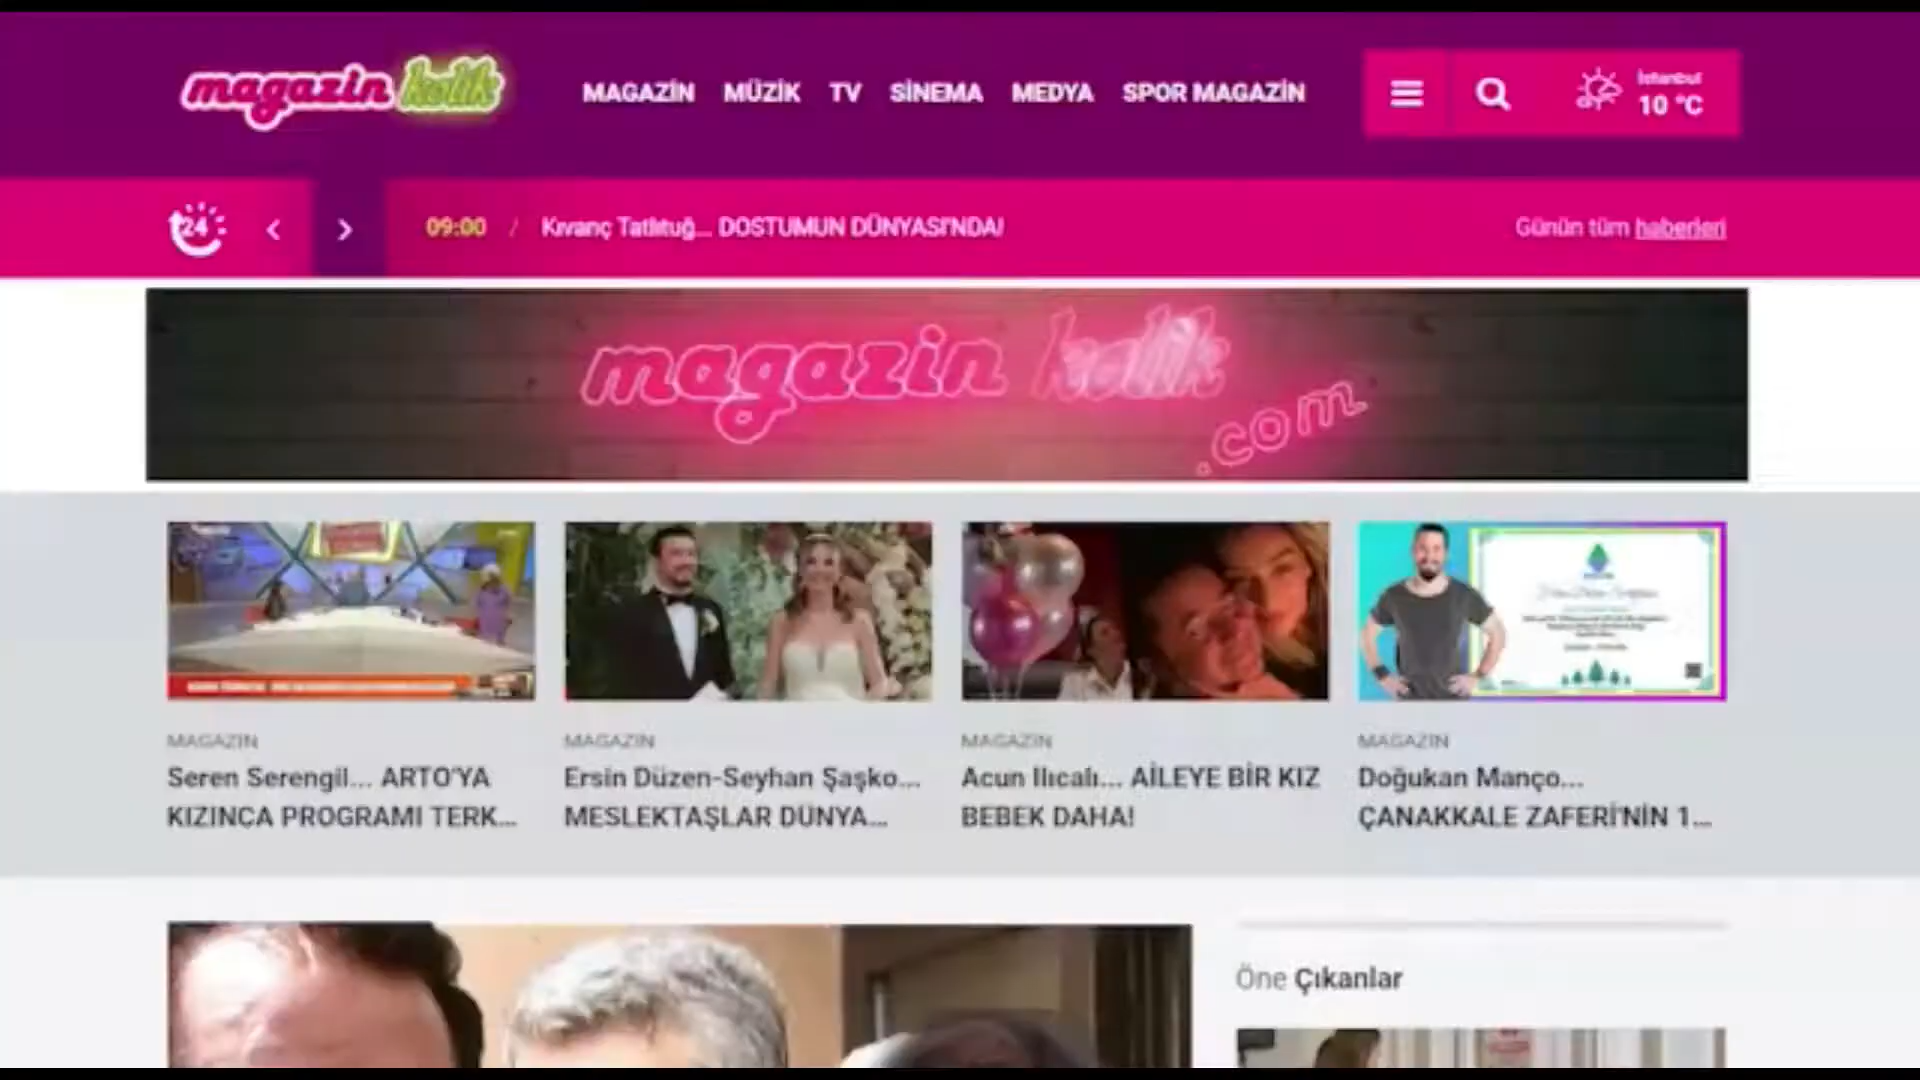 magazin kolik
MAGAZİN MÜZİK TV SİNEMA MEDYA SPOR MAGAZİN
İstanbul
10 °C
24
09:00 / Kıvanç Tatlıtuğ... DOSTUMUN DÜNYASI'NDA!
Günün tüm haberleri
magazin kolik
.com
MAGAZİN
Seren Serengil... ARTO'YA
KIZINCA PROGRAMI TERK...
MAGAZİN
Ersin Düzen-Seyhan Şaşko...
MESLEKTAŞLAR DÜNYA...
MAGAZİN
Acun Ilıcalı... AİLEYE BİR KIZ
BEBEK DAHA!
MAGAZİN
Doğukan Manço...
ÇANAKKALE ZAFERİ'NİN 1...
Öne Çıkanlar